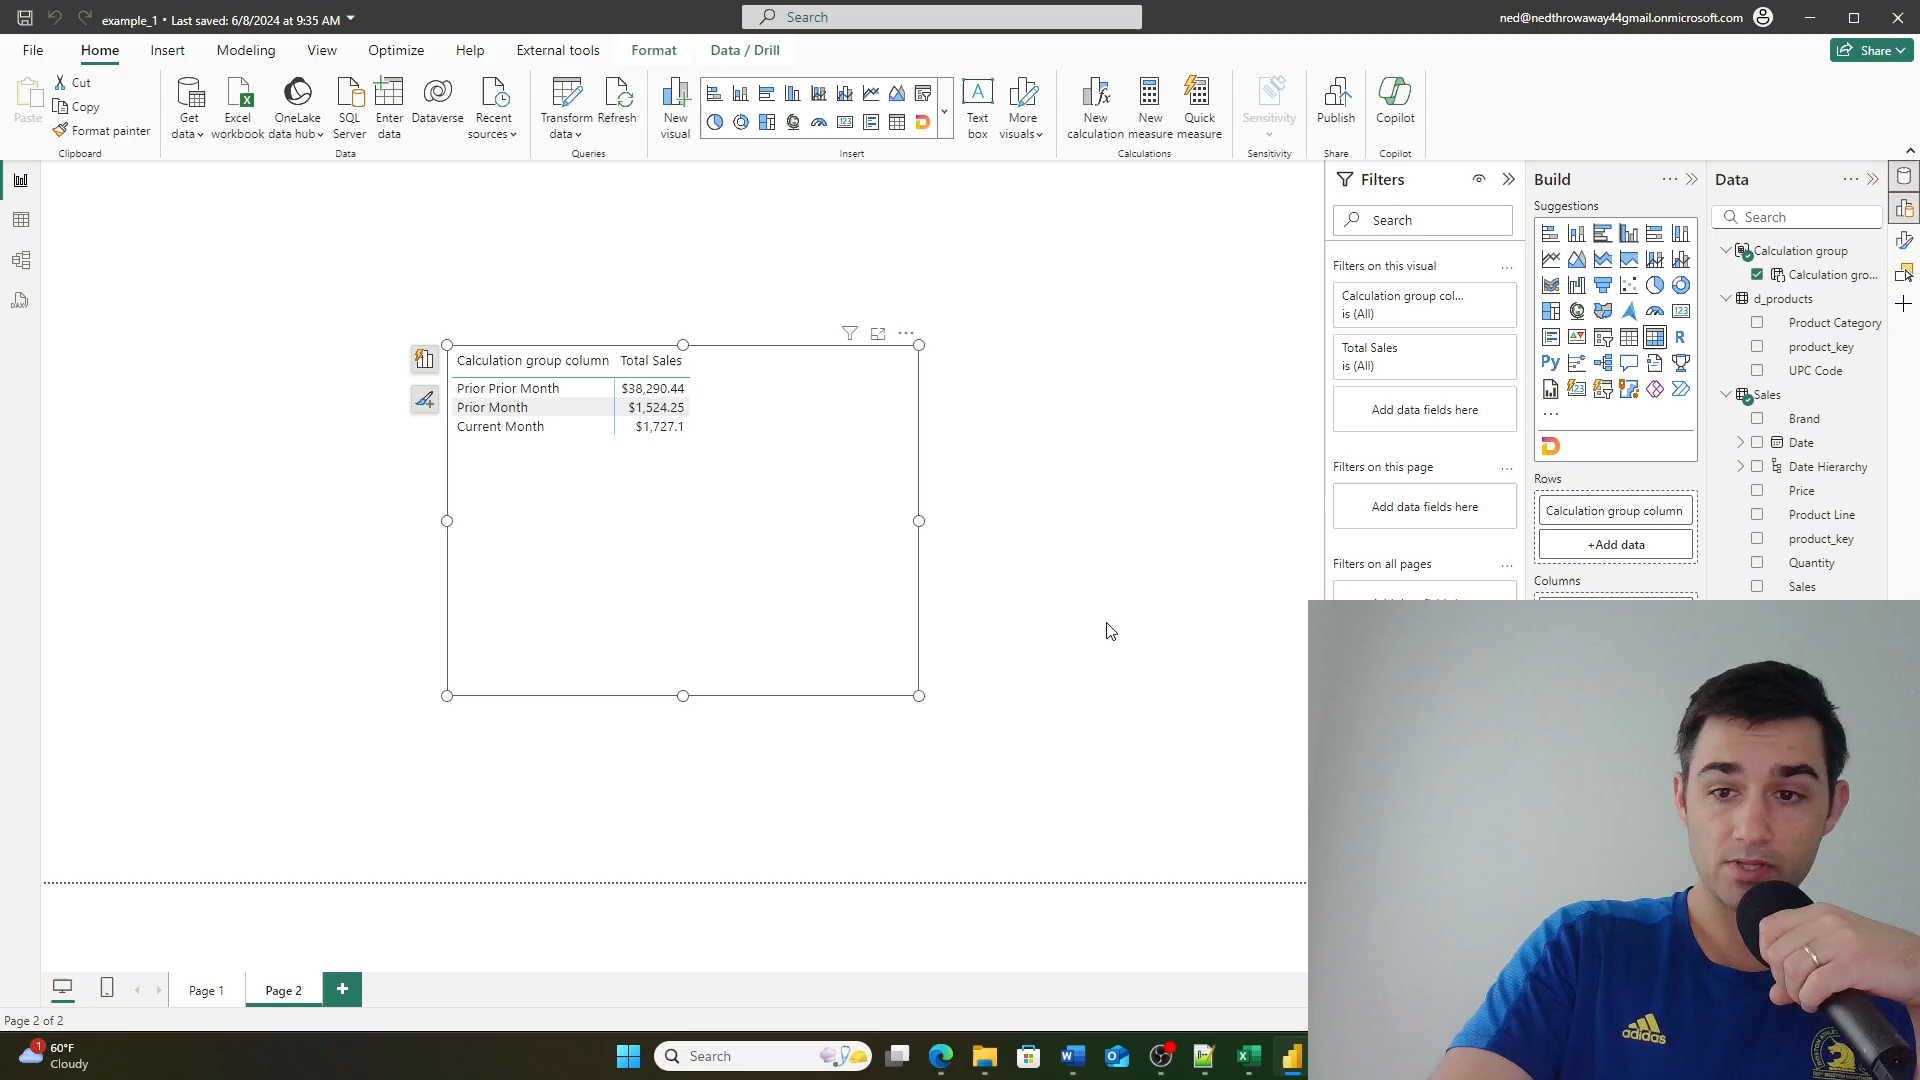 example_1 • Last saved: 6/8/2024 at 9:35 AM
Search
ned@nedthrowaway44gmail.onmicrosoft.com
File Home Insert Modeling View Optimize Help External tools Format Data / Drill
Share
Paste
Cut
Copy
Format painter
Clipboard
Get data
Excel workbook
OneLake data hub
SQL Server
Enter data
Dataverse
Recent sources
Data
Transform data
Refresh
Queries
New visual
Text box
More visuals
Insert
New calculation
New measure
Quick measure
Calculations
Sensitivity
Sensitivity
Publish
Share
Copilot
Copilot
Calculation group column Total Sales
Prior Prior Month $38,290.44
Prior Month $1,524.25
Current Month $1,727.1
Filters
Search
Filters on this visual
Calculation group col...
is (All)
Total Sales
is (All)
Add data fields here
Filters on this page
Add data fields here
Filters on all pages
Build
Suggestions
R
Py
Rows
Calculation group column
+Add data
Columns
Data
Search
Calculation group
Calculation gro...
d_products
Product Category
product_key
UPC Code
Sales
Brand
Date
Date Hierarchy
Price
Product Line
product_key
Quantity
Sales
DAX
Page 1
Page 2
Page 2 of 2
1
60°F
Cloudy
Search
adidas